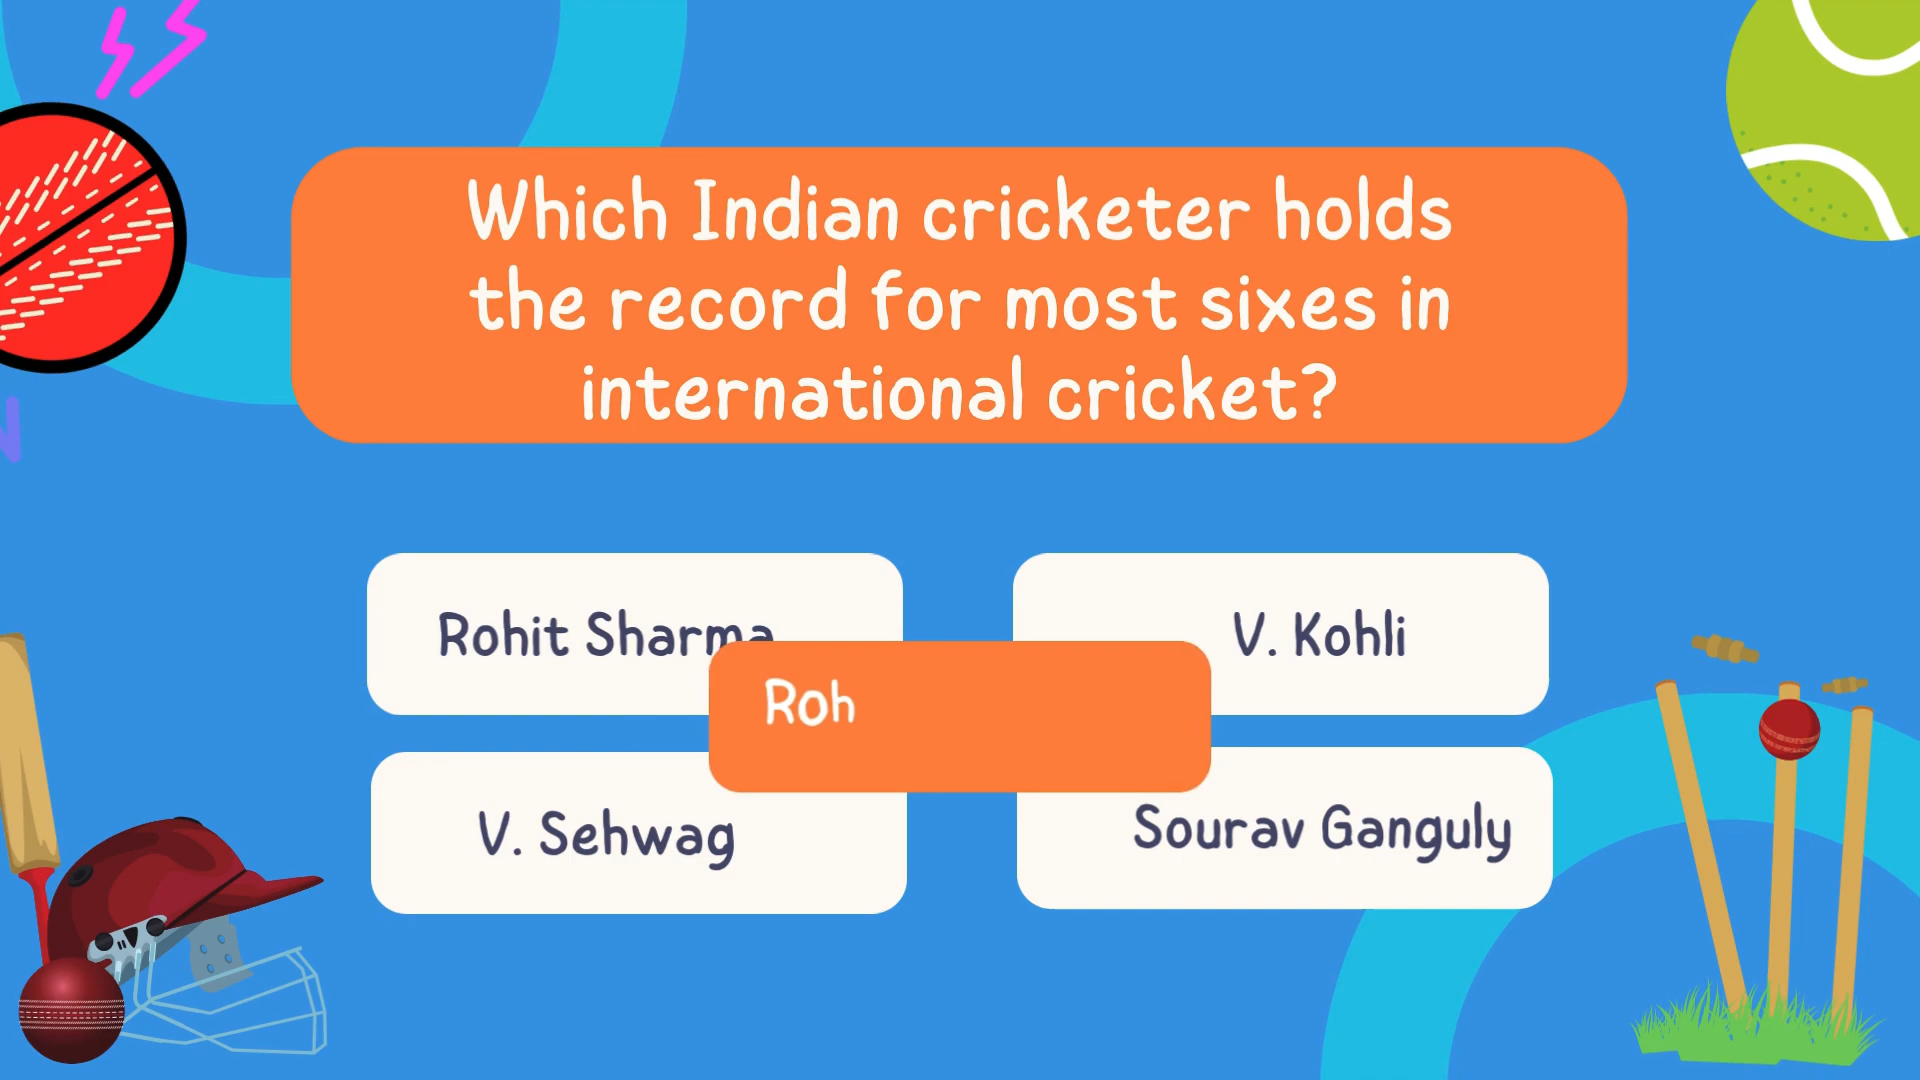 Which Indian cricketer holds
the record for most sixes in
international cricket?
Rohit Sharma
V. Kohli
Roh
V. Sehwag
Sourav Ganguly